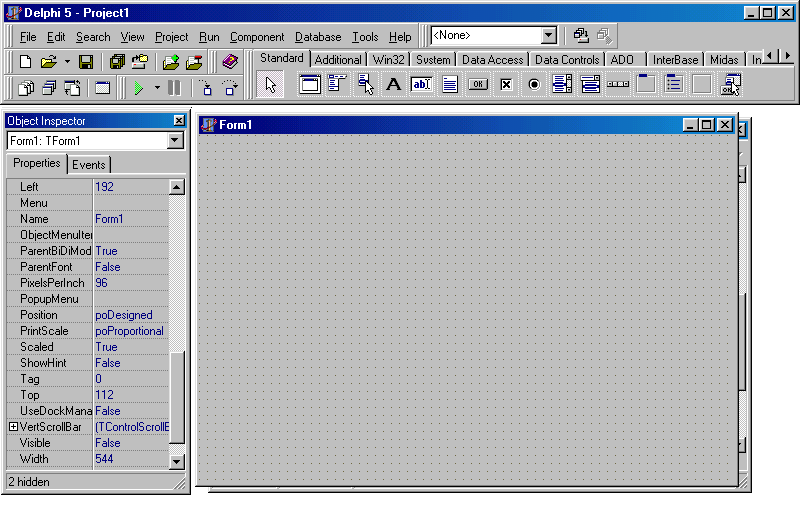 Delphi 5 - Project1
File Edit Search View Project Run Component Database Tools Help <None>
Standard Additional Win32 System Data Access Data Controls ADO InterBase Midas In
A ab OK
OK
Object Inspector
Form1: TForm1
Properties Events
Left 192
Menu
Name Form1
ObjectMenuIter
ParentBiDiMod True
ParentFont False
PixelsPerInch 96
PopupMenu
Position poDesigned
PrintScale poProportional
Scaled True
ShowHint False
Tag 0
Top 112
UseDockMana False
VertScrollBar (TControlScrollB
Visible False
Width 544
2 hidden
Form1